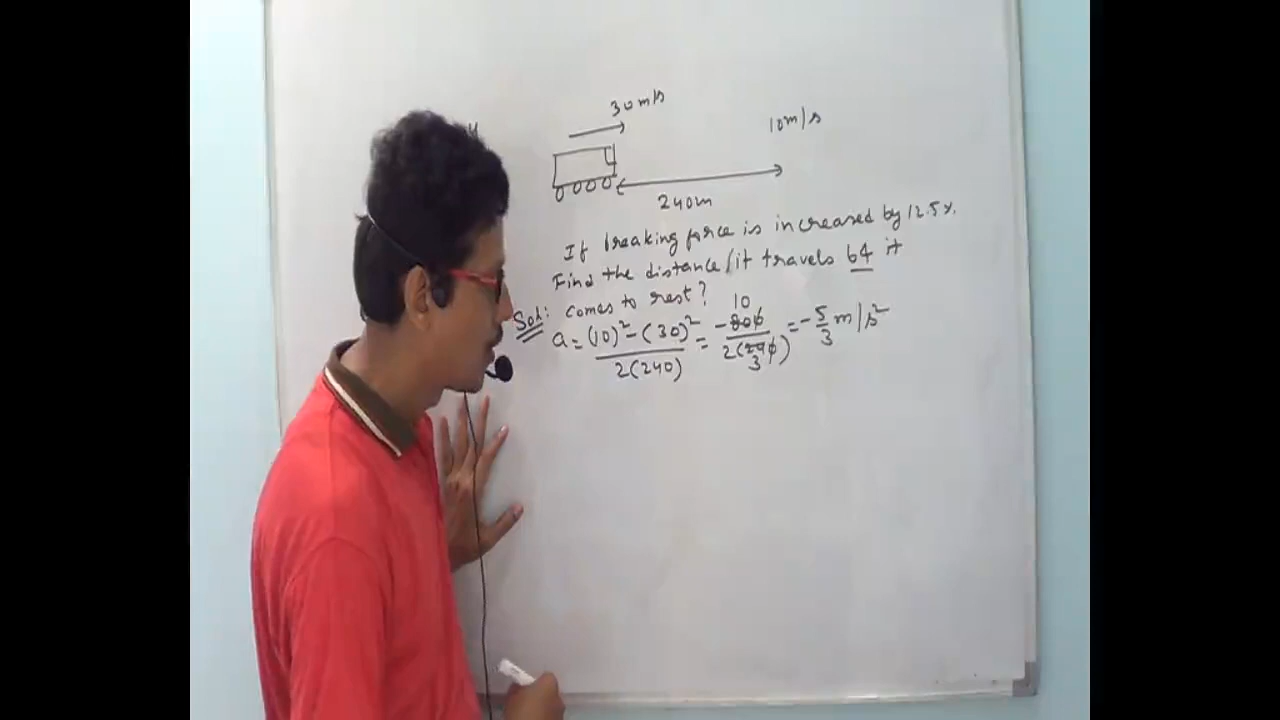 30m/s
10m/s
240m
If breaking force is increased by 12.5%.
Find the distance/it travels b4 it
comes to rest?
Sol:
a = (10)² - (30)² / 2(240) = -800 / 2(240) = -5/3 m/s²
10
3